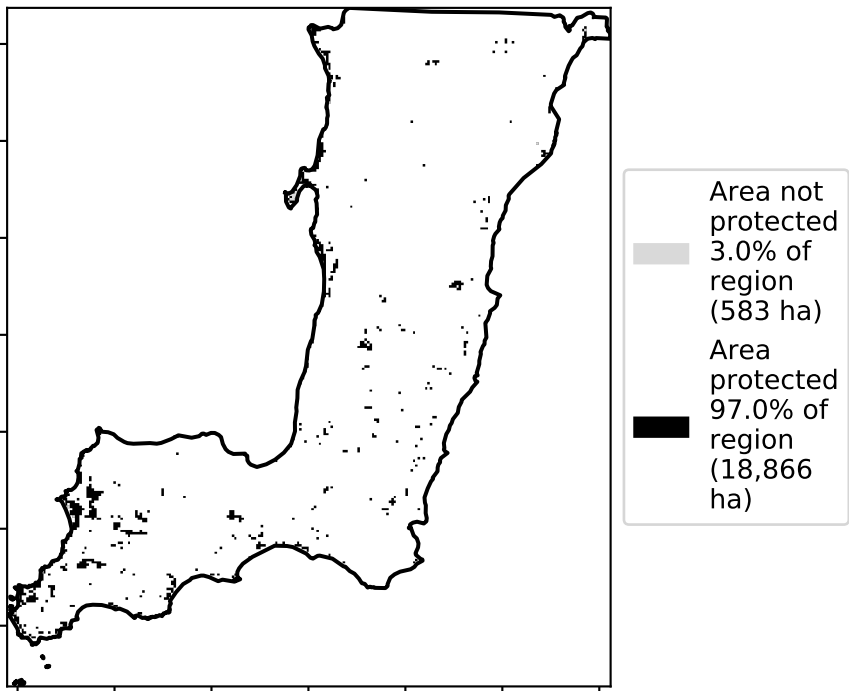 Area not
protected
3.0% of
region
(583 ha)
Area
protected
97.0% of
region
(18,866
ha)